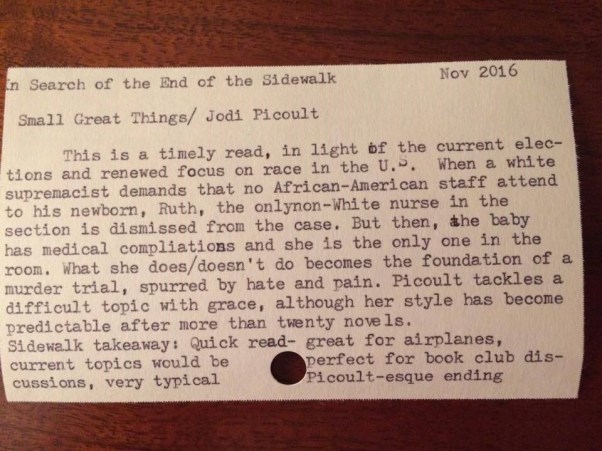 In Search of the End of the Sidewalk Nov 2016
Small Great Things/ Jodi Picoult
This is a timely read, in light of the current elec-
tions and renewed focus on race in the U.S. When a white
supremacist demands that no African-American staff attend
to his newborn, Ruth, the onlynon-White nurse in the
section is dismissed from the case. But then, the baby
has medical compliations and she is the only one in the
room. What she does/doesn't do becomes the foundation of a
murder trial, spurred by hate and pain. Picoult tackles a
difficult topic with grace, although her style has become
predictable after more than twenty novels.
Sidewalk takeaway: Quick read- great for airplanes,
current topics would be perfect for book club dis-
cussions, very typical Picoult-esque ending